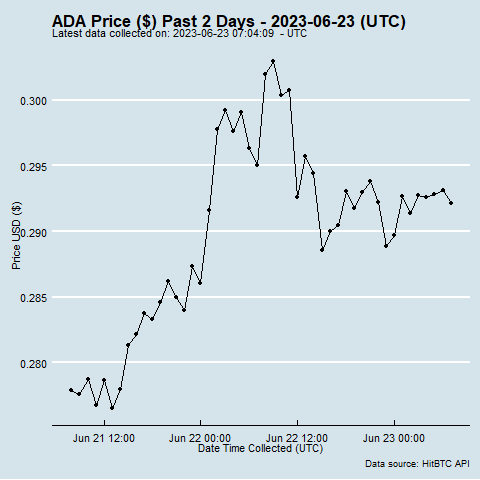 ADA Price ($) Past 2 Days - 2023-06-23 (UTC)
Latest data collected on: 2023-06-23 07:04:09 - UTC
0.300
0.295
0.290
0.285
0.280
Price USD ($)
Jun 21 12:00 Jun 22 00:00 Jun 22 12:00 Jun 23 00:00
Date Time Collected (UTC)
Data source: HitBTC API